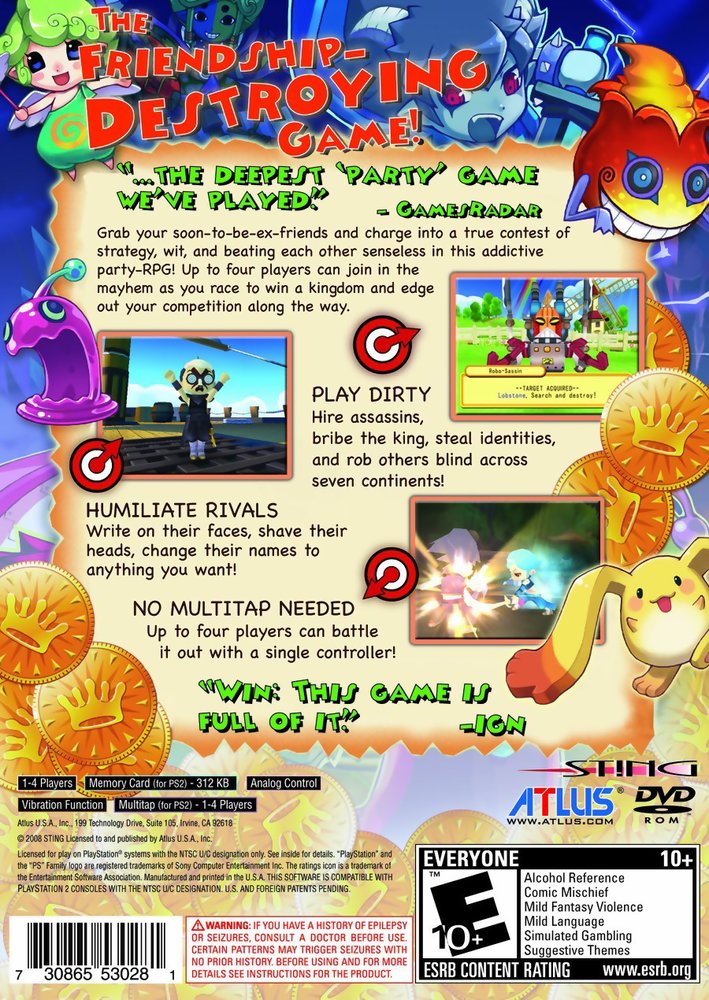 THE
FRIENDSHIP-
DESTROYING
GAME!
"...THE DEEPEST 'PARTY' GAME
WE'VE PLAYED."
- GAMESRADAR
Grab your soon-to-be-ex-friends and charge into a true contest of
strategy, wit, and beating each other senseless in this addictive
party-RPG! Up to four players can join in the
mayhem as you race to win a kingdom and edge
out your competition along the way.
Robo-Sassin
--TARGET ACQUIRED--
Lobstone, Search and destroy!
PLAY DIRTY
Hire assassins,
bribe the king, steal identities,
and rob others blind across
seven continents!
HUMILIATE RIVALS
Write on their faces, shave their
heads, change their names to
anything you want!
NO MULTITAP NEEDED
Up to four players can battle
it out with a single controller!
"WIN: THIS GAME IS
FULL OF IT."
-IGN
STING
1-4 Players
Memory Card (for PS2) - 312 KB
Analog Control
Vibration Function
Multitap (for PS2) - 1-4 Players
ATLUS®
WWW.ATLUS.COM
DVD
ROM
Atlus U.S.A., Inc., 199 Technology Drive, Suite 105, Irvine, CA 92618
© 2008 STING Licensed to and published by Atlus U.S.A., Inc.
Licensed for play on PlayStation® systems with the NTSC U/C designation only. See inside for details. "PlayStation" and
the "PS" Family logo are registered trademarks of Sony Computer Entertainment Inc. The ratings icon is a trademark of
the Entertainment Software Association. Manufactured and printed in the U.S.A. THIS SOFTWARE IS COMPATIBLE WITH
PLAYSTATION 2 CONSOLES WITH THE NTSC U/C DESIGNATION. U.S. AND FOREIGN PATENTS PENDING.
EVERYONE 10+
™
E
10+
Alcohol Reference
Comic Mischief
Mild Fantasy Violence
Mild Language
Simulated Gambling
Suggestive Themes
ESRB CONTENT RATING www.esrb.org
WARNING: IF YOU HAVE A HISTORY OF EPILEPSY
OR SEIZURES, CONSULT A DOCTOR BEFORE USE.
CERTAIN PATTERNS MAY TRIGGER SEIZURES WITH
NO PRIOR HISTORY. BEFORE USING AND FOR MORE
DETAILS SEE INSTRUCTIONS FOR THE PRODUCT.
7 30865 53028 1